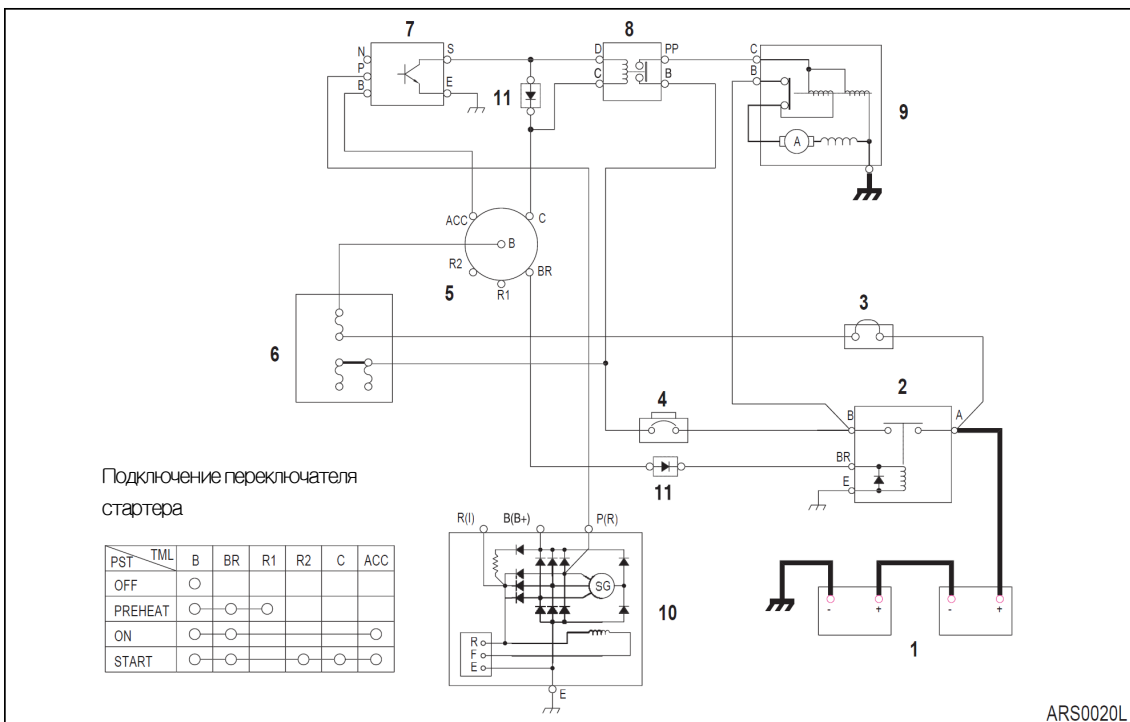 7
8
N
S
D
PP
C
P
B
E
C
B
B
11
9
A
ACC
C
B
R2
BR
5
R1
3
6
2
4
B
A
BR
11
E
Подключение переключателя
стартера
R(I) B(B+) P(R)
PST TML B BR R1 R2 C ACC
OFF
PREHEAT
ON
START
SG
10
R
F
E
E
- + - +
1
ARS0020L